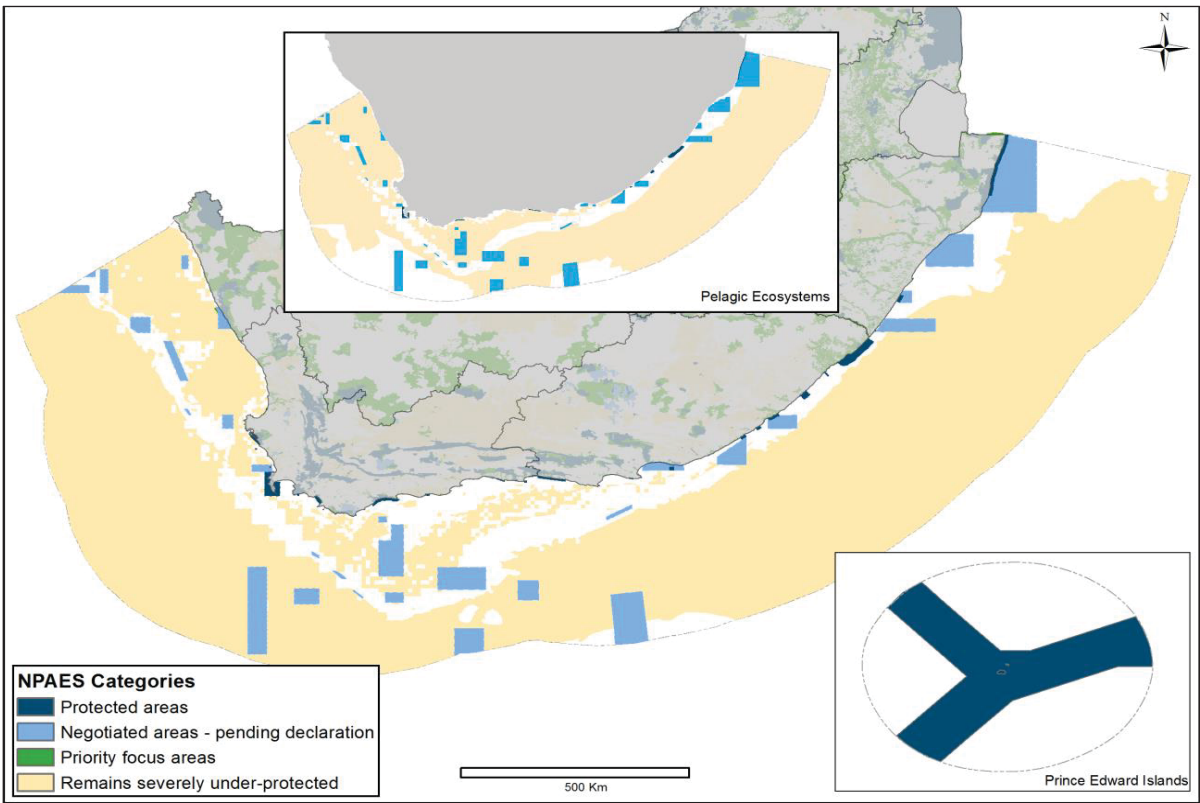 N
Pelagic Ecosystems
NPAES Categories
Protected areas
Negotiated areas - pending declaration
Priority focus areas
Remains severely under-protected
500 Km
Prince Edward Islands